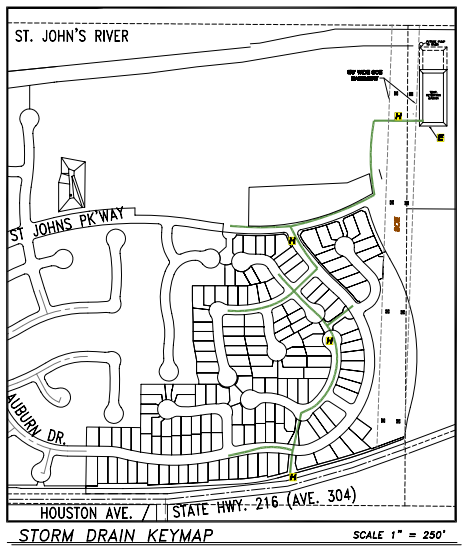 ST. JOHN'S RIVER
H
E
ST JOHNS PK'WAY
SCE
H
H
AUBURN DR.
H
HOUSTON AVE. / STATE HWY. 216 (AVE. 304)
STORM DRAIN KEYMAP
SCALE 1" = 250'